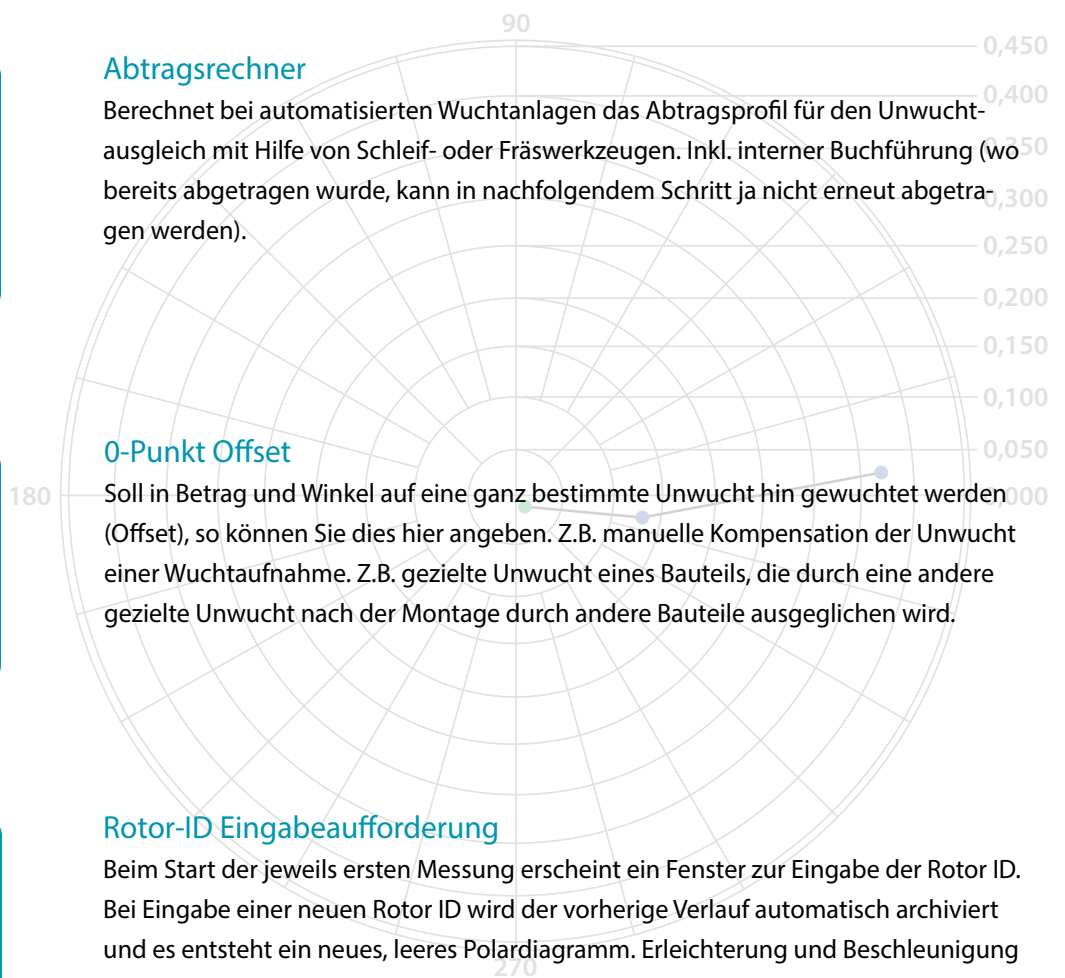 90
0,450
Abtragsrechner
0,400
Berechnet bei automatisierten Wuchtanlagen das Abtragsprofil für den Unwucht-
ausgleich mit Hilfe von Schleif- oder Fräswerkzeugen. Inkl. interner Buchführung (wo
0,350
bereits abgetragen wurde, kann in nachfolgendem Schritt ja nicht erneut abgetra-
0,300
gen werden).
0,250
0,200
0,150
0,100
0-Punkt Offset
0,050
180
Soll in Betrag und Winkel auf eine ganz bestimmte Unwucht hin gewuchtet werden
0,000
(Offset), so können Sie dies hier angeben. Z.B. manuelle Kompensation der Unwucht
einer Wuchtaufnahme. Z.B. gezielte Unwucht eines Bauteils, die durch eine andere
gezielte Unwucht nach der Montage durch andere Bauteile ausgeglichen wird.
Rotor-ID Eingabeaufforderung
Beim Start der jeweils ersten Messung erscheint ein Fenster zur Eingabe der Rotor ID.
Bei Eingabe einer neuen Rotor ID wird der vorherige Verlauf automatisch archiviert
und es entsteht ein neues, leeres Polardiagramm. Erleichterung und Beschleunigung
270